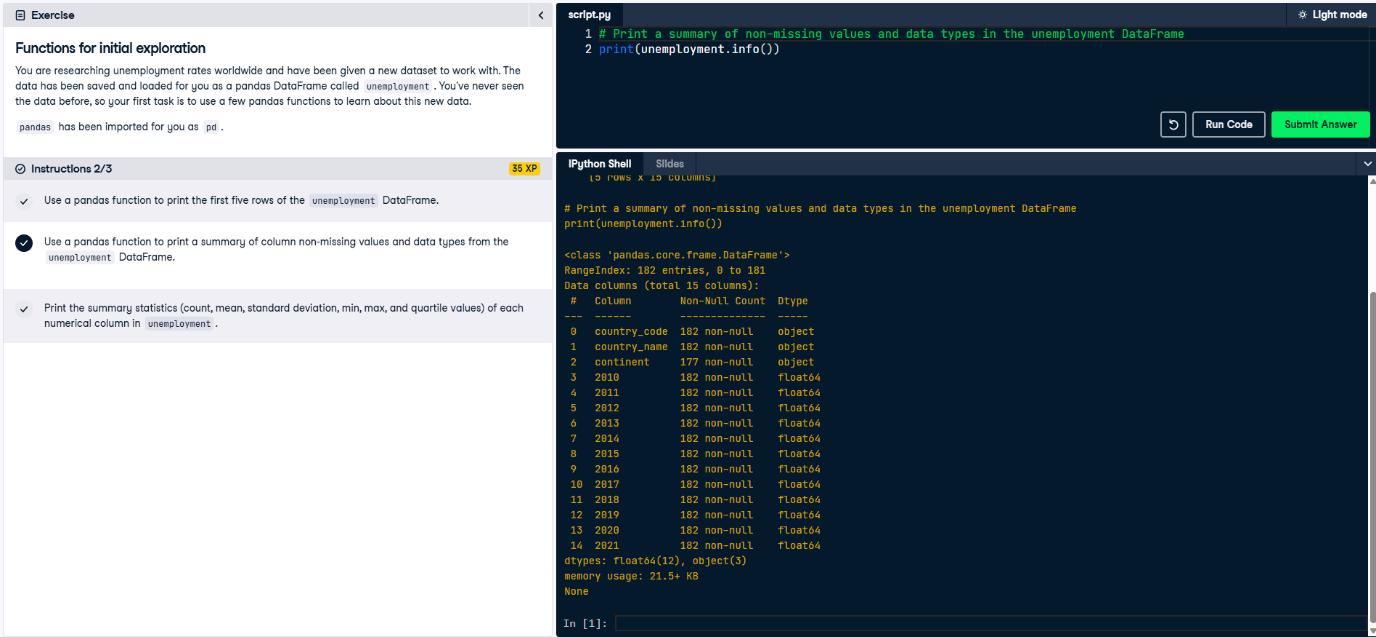 Exercise
Functions for initial exploration
You are researching unemployment rates worldwide and have been given a new dataset to work with. The
data has been saved and loaded for you as a pandas DataFrame called unemployment . You've never seen
the data before, so your first task is to use a few pandas functions to learn about this new data.
pandas has been imported for you as pd .
Instructions 2/3
35 XP
Use a pandas function to print the first five rows of the unemployment DataFrame.
Use a pandas function to print a summary of column non-missing values and data types from the
unemployment DataFrame.
Print the summary statistics (count, mean, standard deviation, min, max, and quartile values) of each
numerical column in unemployment .
script.py
Light mode
1 # Print a summary of non-missing values and data types in the unemployment DataFrame
2 print(unemployment.info())
Run Code
Submit Answer
IPython Shell
Slides
[5 rows x 15 columns]
# Print a summary of non-missing values and data types in the unemployment DataFrame
print(unemployment.info())
<class 'pandas.core.frame.DataFrame'>
RangeIndex: 182 entries, 0 to 181
Data columns (total 15 columns):
# Column Non-Null Count Dtype
--- ------ -------------- -----
0 country_code 182 non-null object
1 country_name 182 non-null object
2 continent 177 non-null object
3 2010 182 non-null float64
4 2011 182 non-null float64
5 2012 182 non-null float64
6 2013 182 non-null float64
7 2014 182 non-null float64
8 2015 182 non-null float64
9 2016 182 non-null float64
10 2017 182 non-null float64
11 2018 182 non-null float64
12 2019 182 non-null float64
13 2020 182 non-null float64
14 2021 182 non-null float64
dtypes: float64(12), object(3)
memory usage: 21.5+ KB
None
In [1]: